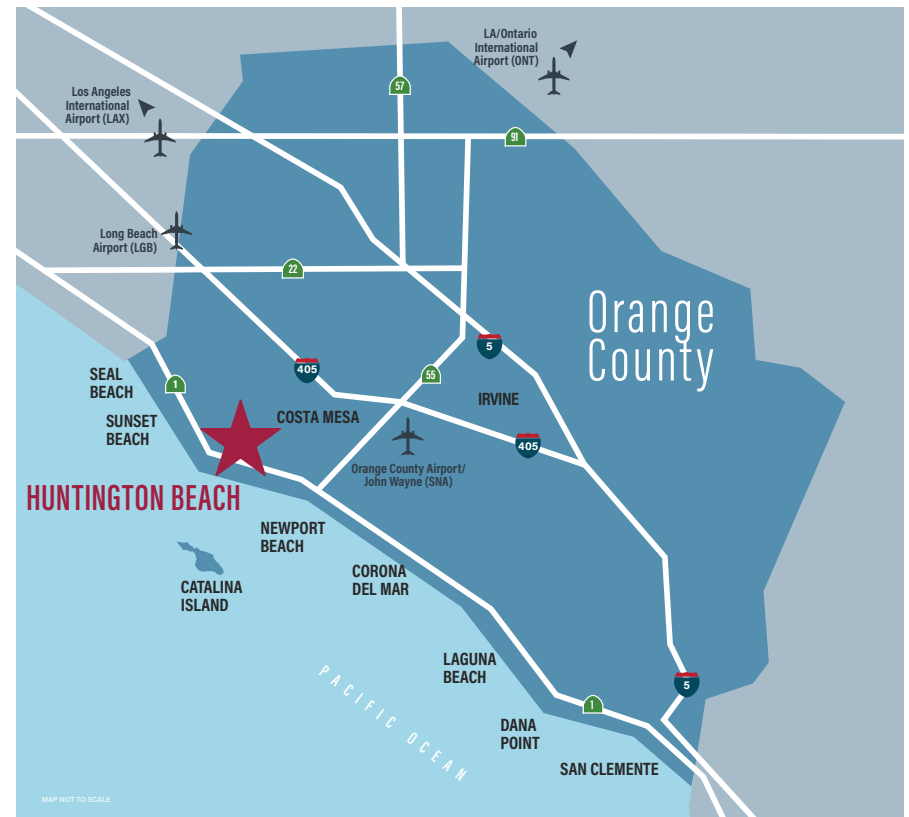 LA/Ontario
International
Airport (ONT)
57
Los Angeles
International
Airport (LAX)
91
Long Beach
Airport (LGB)
22
Orange
County
5
405
55
SEAL
BEACH
1
IRVINE
SUNSET
BEACH
COSTA MESA
405
Orange County Airport/
John Wayne (SNA)
HUNTINGTON BEACH
NEWPORT
BEACH
CATALINA
ISLAND
CORONA
DEL MAR
LAGUNA
BEACH
5
PACIFIC OCEAN
1
DANA
POINT
SAN CLEMENTE
MAP NOT TO SCALE